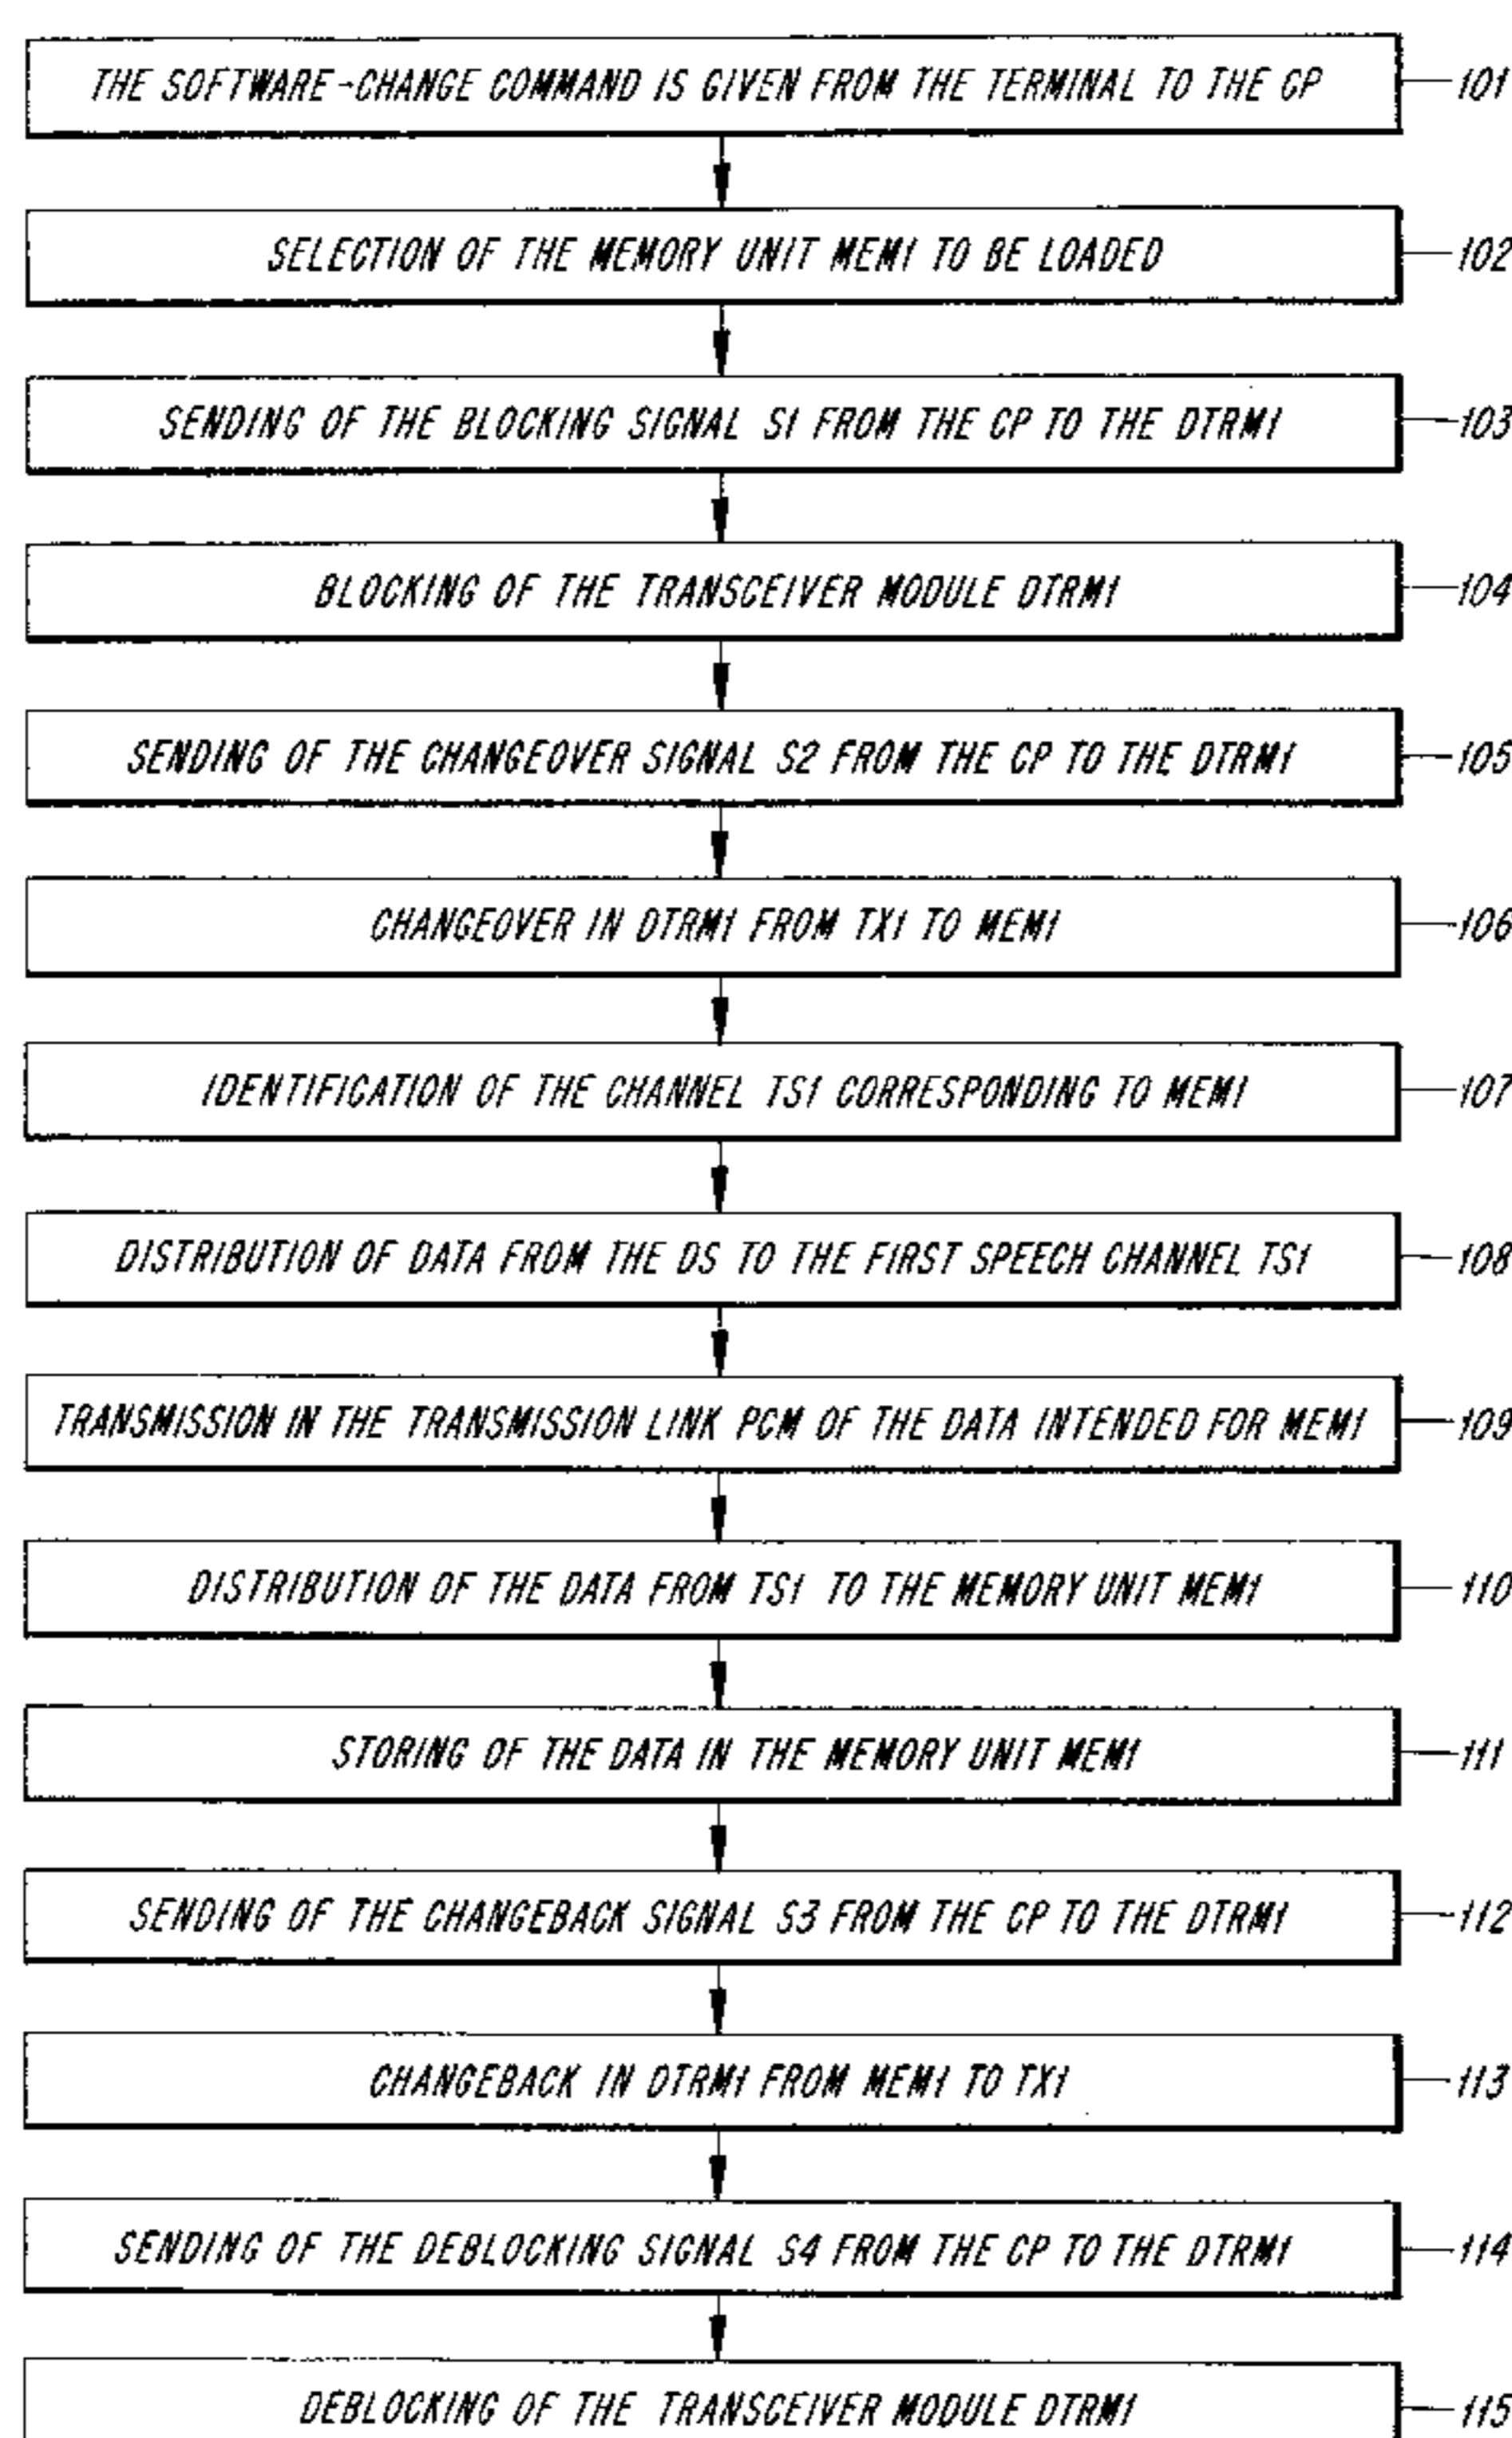 THE SOFTWARE-CHANGE COMMAND IS GIVEN FROM THE TERMINAL TO THE CP 101
SELECTION OF THE MEMORY UNIT MEM1 TO BE LOADED 102
SENDING OF THE BLOCKING SIGNAL S1 FROM THE CP TO THE DTRM1 103
BLOCKING OF THE TRANSCEIVER MODULE DTRM1 104
SENDING OF THE CHANGEOVER SIGNAL S2 FROM THE CP TO THE DTRM1 105
CHANGEOVER IN DTRM1 FROM TX1 TO MEM1 106
IDENTIFICATION OF THE CHANNEL TS1 CORRESPONDING TO MEM1 107
DISTRIBUTION OF DATA FROM THE DS TO THE FIRST SPEECH CHANNEL TS1 108
TRANSMISSION IN THE TRANSMISSION LINK PCM OF THE DATA INTENDED FOR MEM1 109
DISTRIBUTION OF THE DATA FROM TS1 TO THE MEMORY UNIT MEM1 110
STORING OF THE DATA IN THE MEMORY UNIT MEM1 111
SENDING OF THE CHANGEBACK SIGNAL S3 FROM THE CP TO THE DTRM1 112
CHANGEBACK IN DTRM1 FROM MEM1 TO TX1 113
SENDING OF THE DEBLOCKING SIGNAL S4 FROM THE CP TO THE DTRM1 114
DEBLOCKING OF THE TRANSCEIVER MODULE DTRM1 115